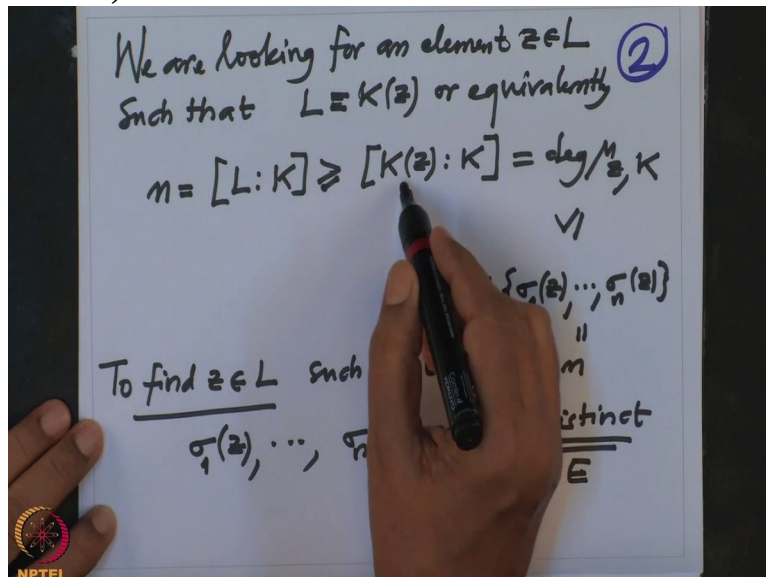 We are looking for an element z ∈ L
②
Such that L = K(z) or equivalently
n = [L : K] ⩾ [K(z) : K] = deg μ_z, K
∨|
{σ_1(z), ⋯, σ_n(z)}
||
To find z ∈ L such n
σ_1(z), ⋯, distinct
E
NPTEL